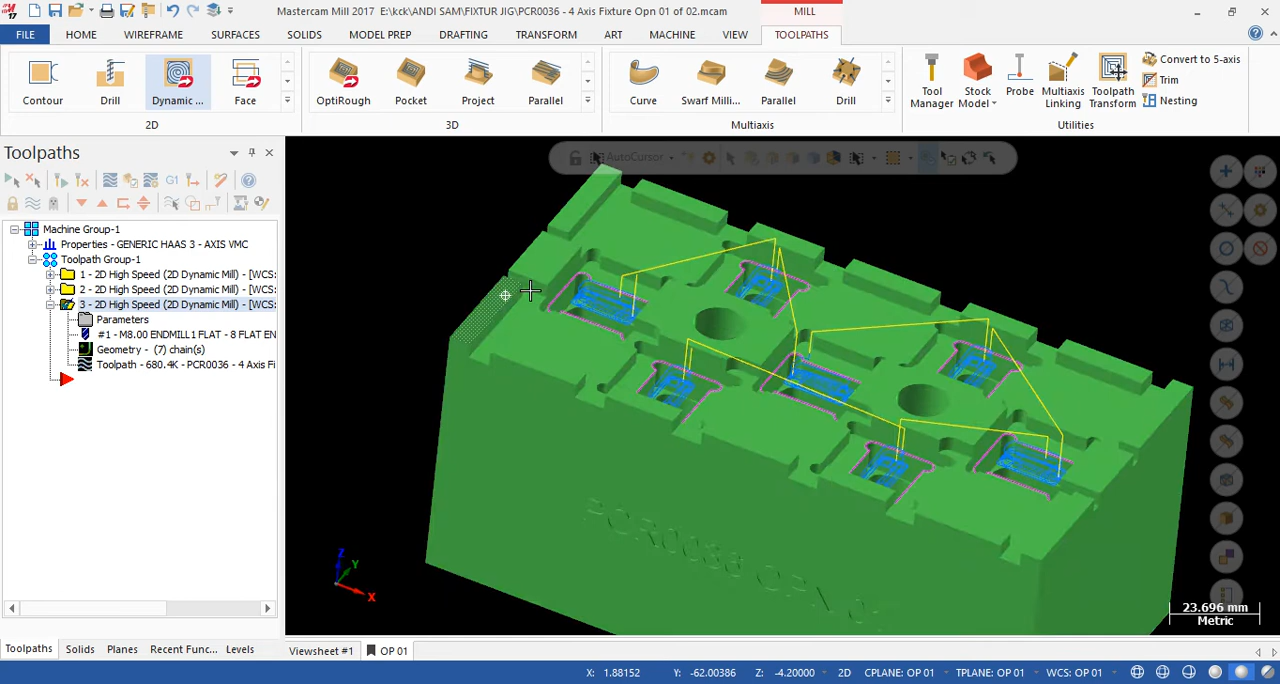 Mastercam Mill 2017 E:\kck\ANDI SAM\FIXTUR JIG\PCR0036 - 4 Axis Fixture Opn 01 of 02.mcam
MILL
FILE HOME WIREFRAME SURFACES SOLIDS MODEL PREP DRAFTING TRANSFORM ART MACHINE VIEW TOOLPATHS
Contour Drill Dynamic ... Face
2D
OptiRough Pocket Project Parallel
3D
Curve Swarf Milli... Parallel Drill
Multiaxis
Tool Manager Stock Model Probe Multiaxis Linking Toolpath Transform
Convert to 5-axis
Trim
Nesting
Utilities
Toolpaths
AutoCursor
G1
Machine Group-1
Properties - GENERIC HAAS 3 - AXIS VMC
Toolpath Group-1
1 - 2D High Speed (2D Dynamic Mill) - [WCS:
2 - 2D High Speed (2D Dynamic Mill) - [WCS:
3 - 2D High Speed (2D Dynamic Mill) - [WCS:
Parameters
#1 - M8.00 ENDMILL1 FLAT - 8 FLAT EN
Geometry - (7) chain(s)
Toolpath - 680.4K - PCR0036 - 4 Axis Fi
Z
Y
X
23.696 mm
Metric
Toolpaths Solids Planes Recent Func... Levels
Viewsheet #1 OP 01
X: 1.88152 Y: -62.00386 Z: -4.20000 2D CPLANE: OP 01 TPLANE: OP 01 WCS: OP 01